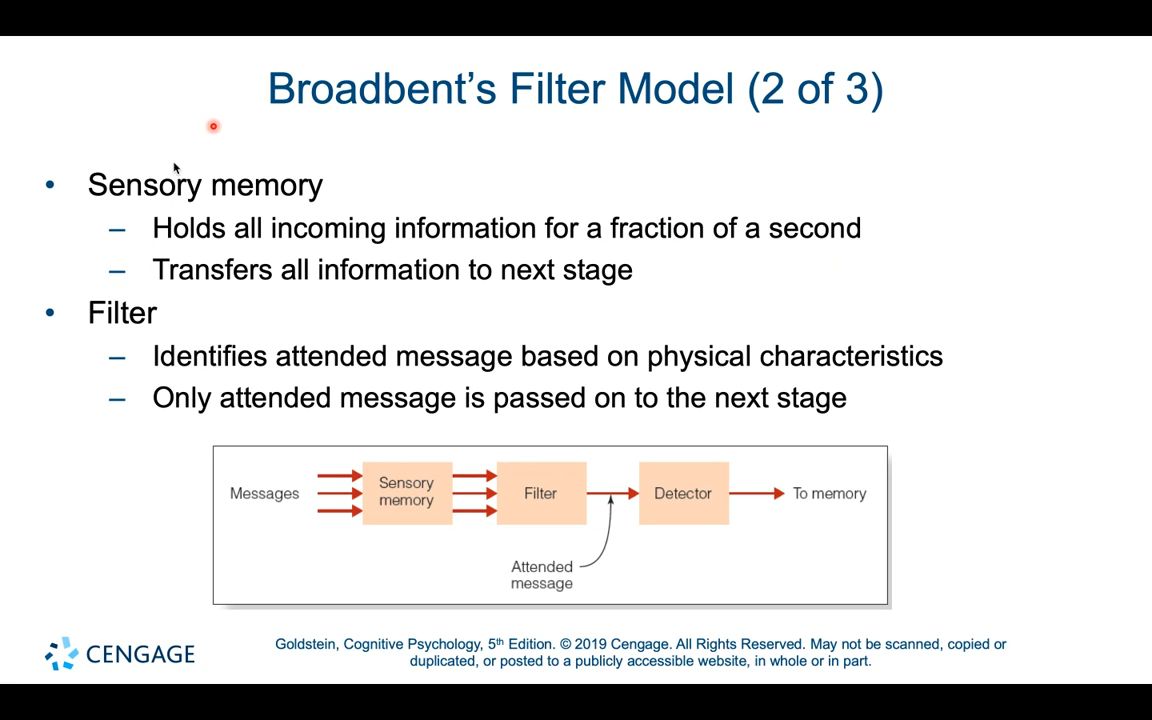 Broadbent’s Filter Model (2 of 3)
• Sensory memory
– Holds all incoming information for a fraction of a second
– Transfers all information to next stage
• Filter
– Identifies attended message based on physical characteristics
– Only attended message is passed on to the next stage
Messages
Sensory
memory
Filter
Detector
To memory
Attended
message
CENGAGE
Goldstein, Cognitive Psychology, 5th Edition. © 2019 Cengage. All Rights Reserved. May not be scanned, copied or
duplicated, or posted to a publicly accessible website, in whole or in part.